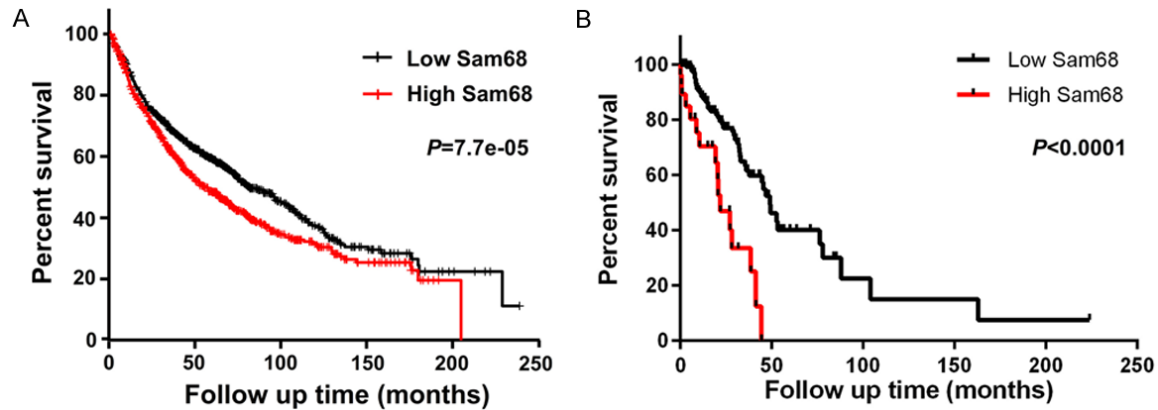 A
Percent survival
100
80
60
40
20
0
Low Sam68
High Sam68
P=7.7e-05
0 50 100 150 200 250
Follow up time (months)
B
Percent survival
100
80
60
40
20
0
Low Sam68
High Sam68
P<0.0001
0 50 100 150 200 250
Follow up time (months)